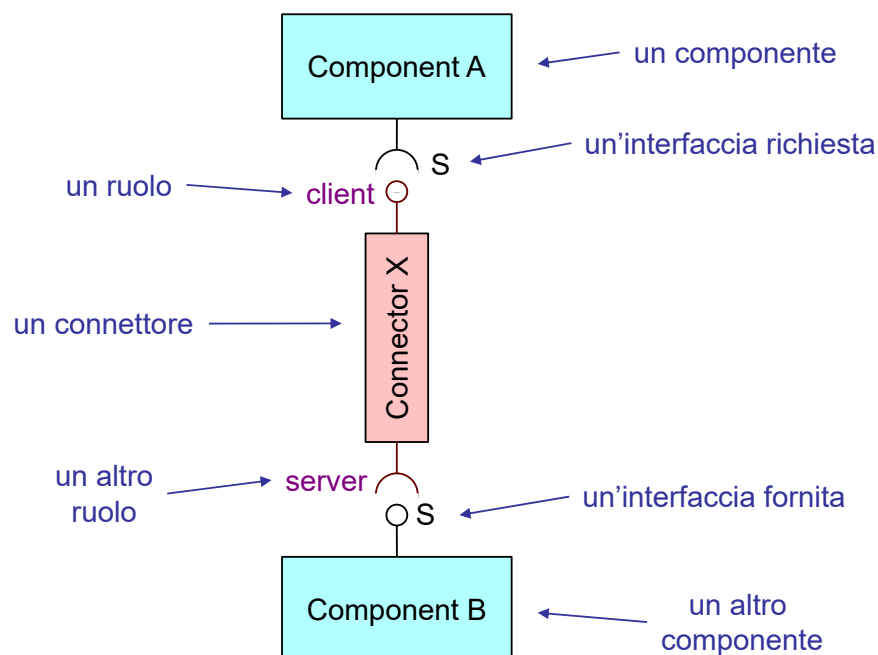 Component A
un componente
un'interfaccia richiesta
S
un ruolo
client
Connector X
un connettore
un altro
ruolo
server
S
un'interfaccia fornita
Component B
un altro
componente